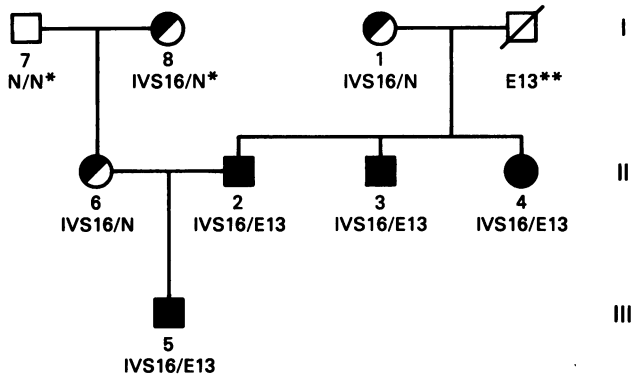 I
7 8 1
N/N* IVS16/N* IVS16/N E13**
II
6 2 3 4
IVS16/N IVS16/E13 IVS16/E13 IVS16/E13
III
5
IVS16/E13